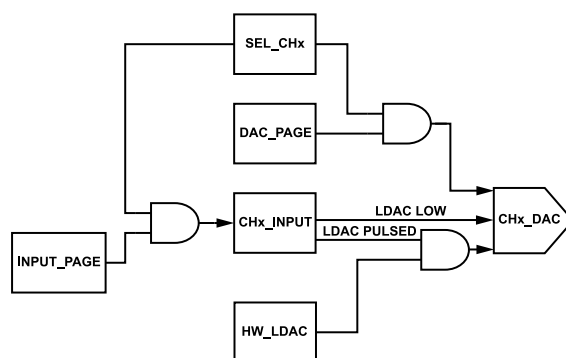 SEL_CHx
DAC_PAGE
CHx_INPUT
LDAC LOW
LDAC PULSED
CHx_DAC
INPUT_PAGE
HW_LDAC